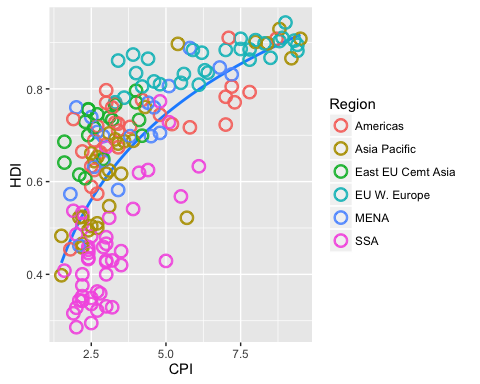 0.8
0.6
0.4
HDI
2.5
5.0
7.5
CPI
Region
Americas
Asia Pacific
East EU Cemt Asia
EU W. Europe
MENA
SSA